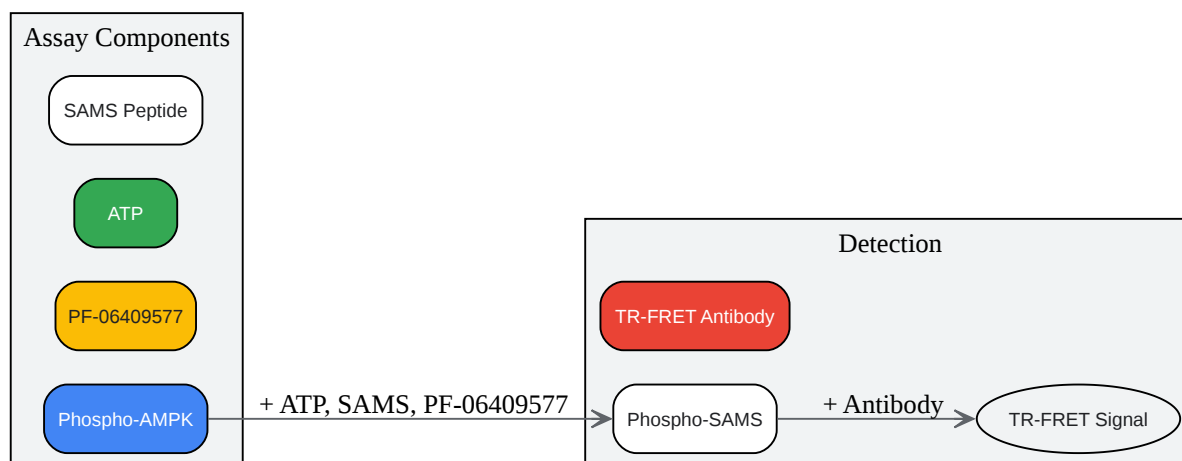 Assay Components
SAMS Peptide
ATP
PF-06409577
Phospho-AMPK
+ ATP, SAMS, PF-06409577
Detection
TR-FRET Antibody
Phospho-SAMS
+ Antibody
TR-FRET Signal